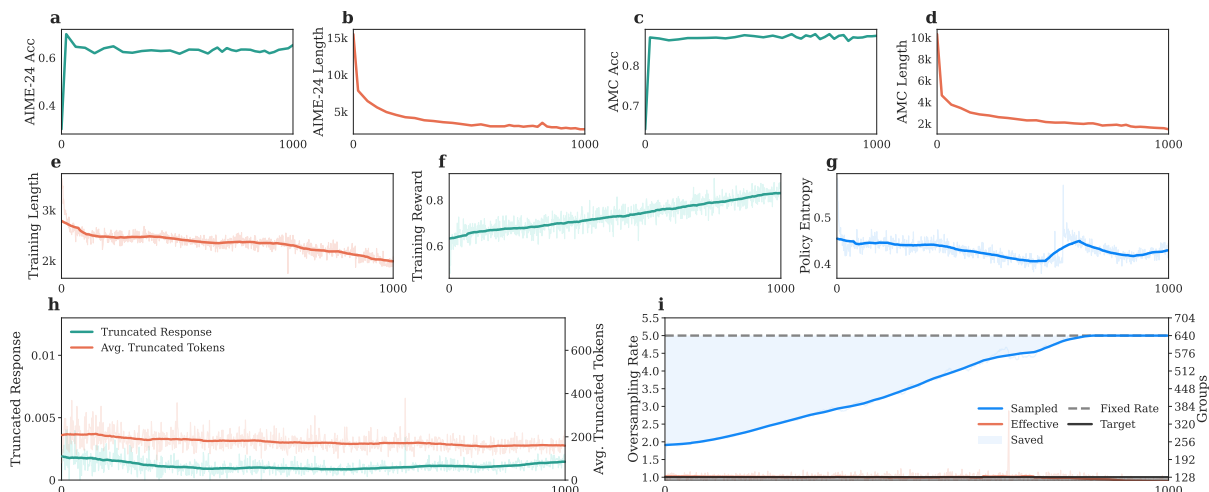 a
AIME-24 Acc
0.6
0.4
0
1000
b
AIME-24 Length
15k
10k
5k
0
1000
c
AMC Acc
0.8
0.7
0
1000
d
AMC Length
10k
8k
6k
4k
2k
0
1000
e
Training Length
3k
2k
0
1000
f
Training Reward
0.8
0.6
0
1000
g
Policy Entropy
0.5
0.4
0
1000
h
Truncated Response
0.01
0.005
0
Truncated Response
Avg. Truncated Tokens
600
400
200
0
Avg. Truncated Tokens
0
1000
i
Oversampling Rate
5.5
5.0
4.5
4.0
3.5
3.0
2.5
2.0
1.5
1.0
Sampled
Effective
Saved
Fixed Rate
Target
704
640
576
512
448
384
320
256
192
128
Groups
0
1000